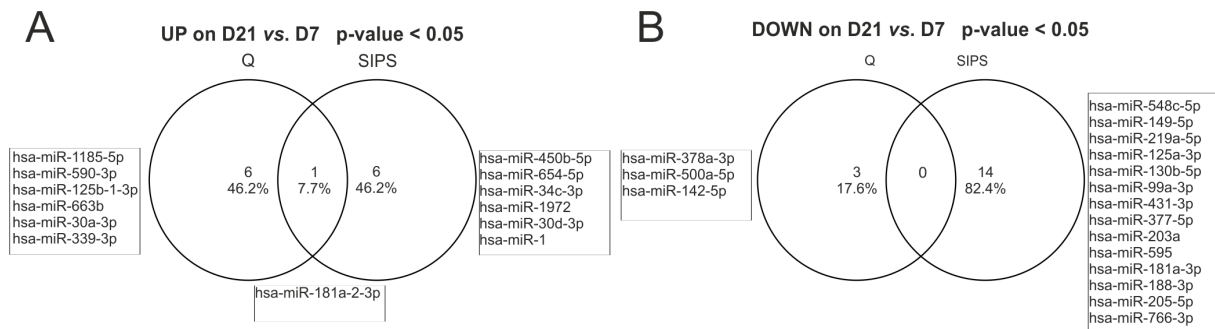 A
UP on D21 vs. D7 p-value < 0.05
Q SIPS
hsa-miR-1185-5p
hsa-miR-590-3p
hsa-miR-125b-1-3p
hsa-miR-663b
hsa-miR-30a-3p
hsa-miR-339-3p
6 1 6
46.2% 7.7% 46.2%
hsa-miR-450b-5p
hsa-miR-654-5p
hsa-miR-34c-3p
hsa-miR-1972
hsa-miR-30d-3p
hsa-miR-1
hsa-miR-181a-2-3p
B
DOWN on D21 vs. D7 p-value < 0.05
Q SIPS
hsa-miR-378a-3p
hsa-miR-500a-5p
hsa-miR-142-5p
3 0 14
17.6% 82.4%
hsa-miR-548c-5p
hsa-miR-149-5p
hsa-miR-219a-5p
hsa-miR-125a-3p
hsa-miR-130b-5p
hsa-miR-99a-3p
hsa-miR-431-3p
hsa-miR-377-5p
hsa-miR-203a
hsa-miR-595
hsa-miR-181a-3p
hsa-miR-188-3p
hsa-miR-205-5p
hsa-miR-766-3p